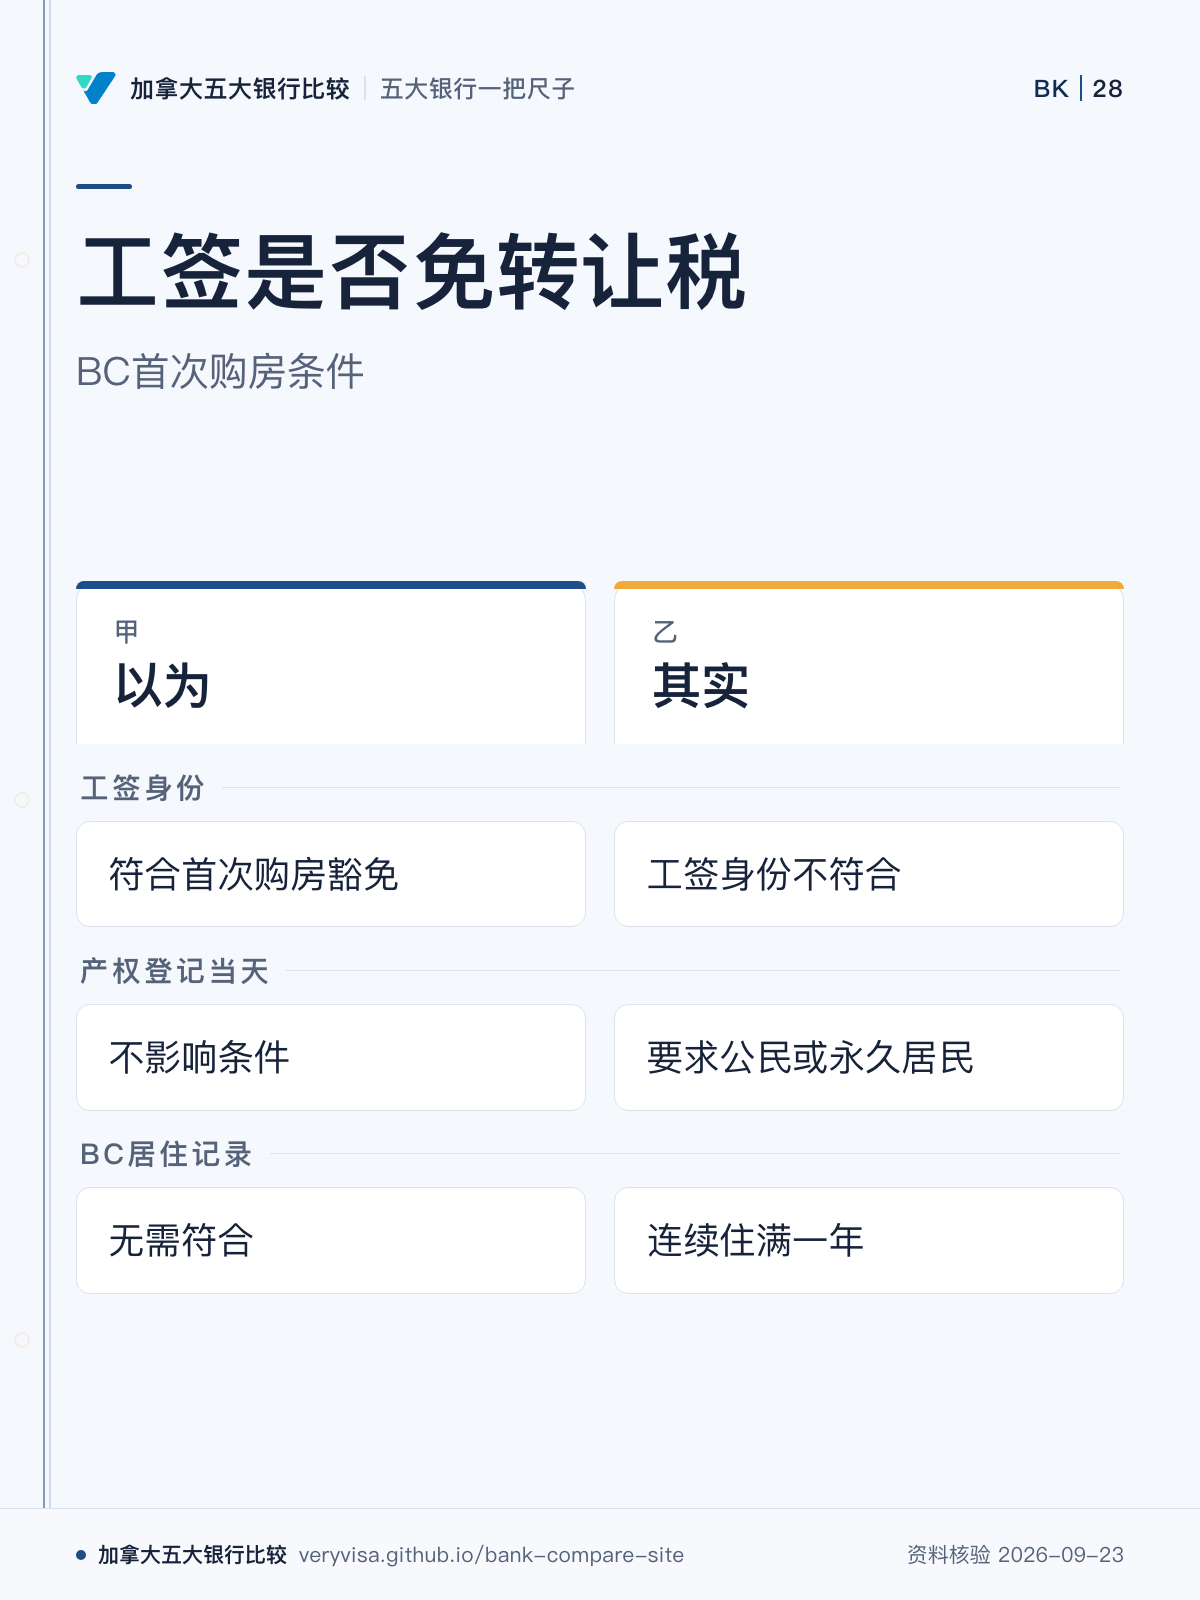 加拿大五大银行比较 五大银行一把尺子
BK 28
工签是否免转让税
BC首次购房条件
甲
以为
乙
其实
工签身份
符合首次购房豁免
工签身份不符合
产权登记当天
不影响条件
要求公民或永久居民
BC居住记录
无需符合
连续住满一年
加拿大五大银行比较 veryvisa.github.io/bank-compare-site
资料核验 2026-09-23